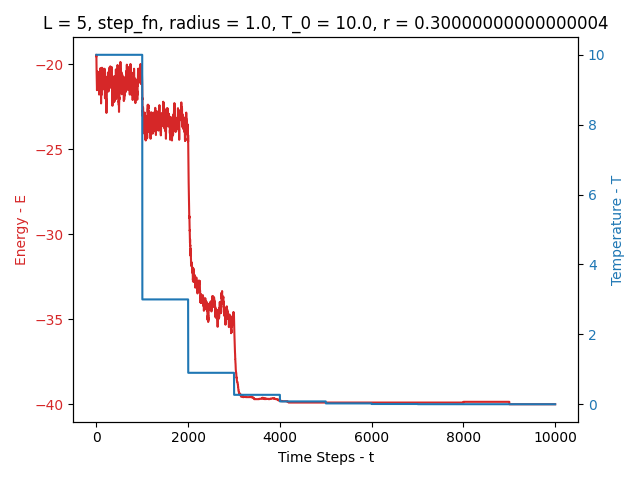 L = 5, step_fn, radius = 1.0, T_0 = 10.0, r = 0.30000000000000004
−20
−25
−30
−35
−40
Energy - E
10
8
6
4
2
0
Temperature - T
0 2000 4000 6000 8000 10000
Time Steps - t